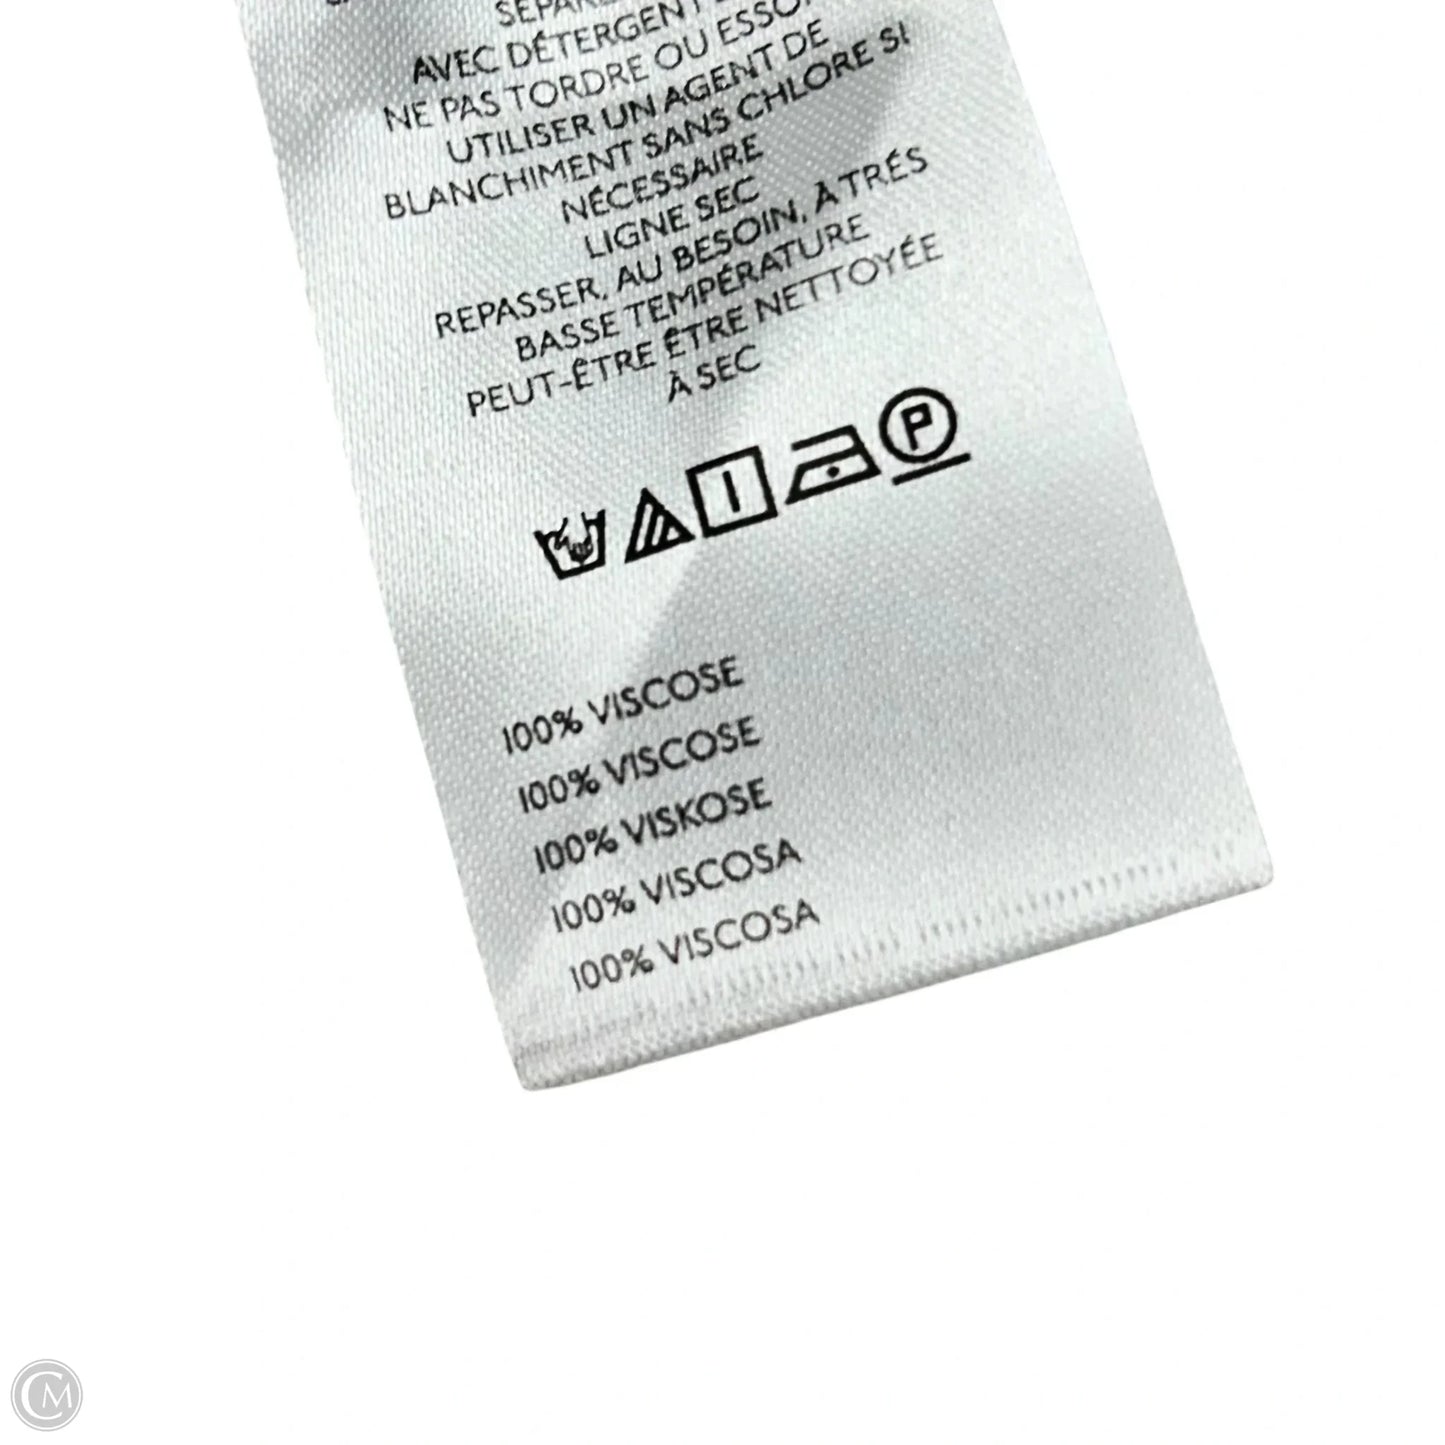 AVEC DÉTERGENT
NE PAS TORDRE OU
UTILISER UN AGENT DE
BLANCHIMENT SANS CHLORE SI
NÉCESSAIRE
LIGNE SEC
REPASSER, AU BESOIN, À TRÉS
BASSE TEMPÉRATURE
PEUT-ÊTRE ÊTRE NETTOYÉE
À SEC
P
100% VISCOSE
100% VISCOSE
100% VISKOSE
100% VISCOSA
100% VISCOSA
CM